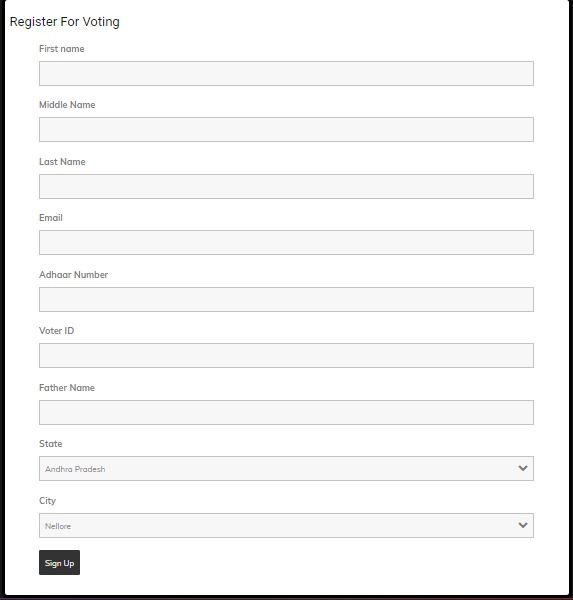 Register For Voting
First name
Middle Name
Last Name
Email
Adhaar Number
Voter ID
Father Name
State
Andhra Pradesh
City
Nellore
Sign Up